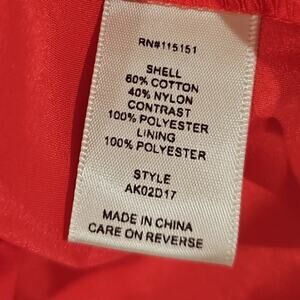 RN#115151
SHELL
60% COTTON
40% NYLON
CONTRAST
100% POLYESTER
LINING
100% POLYESTER
STYLE
AK02D17
MADE IN CHINA
CARE ON REVERSE